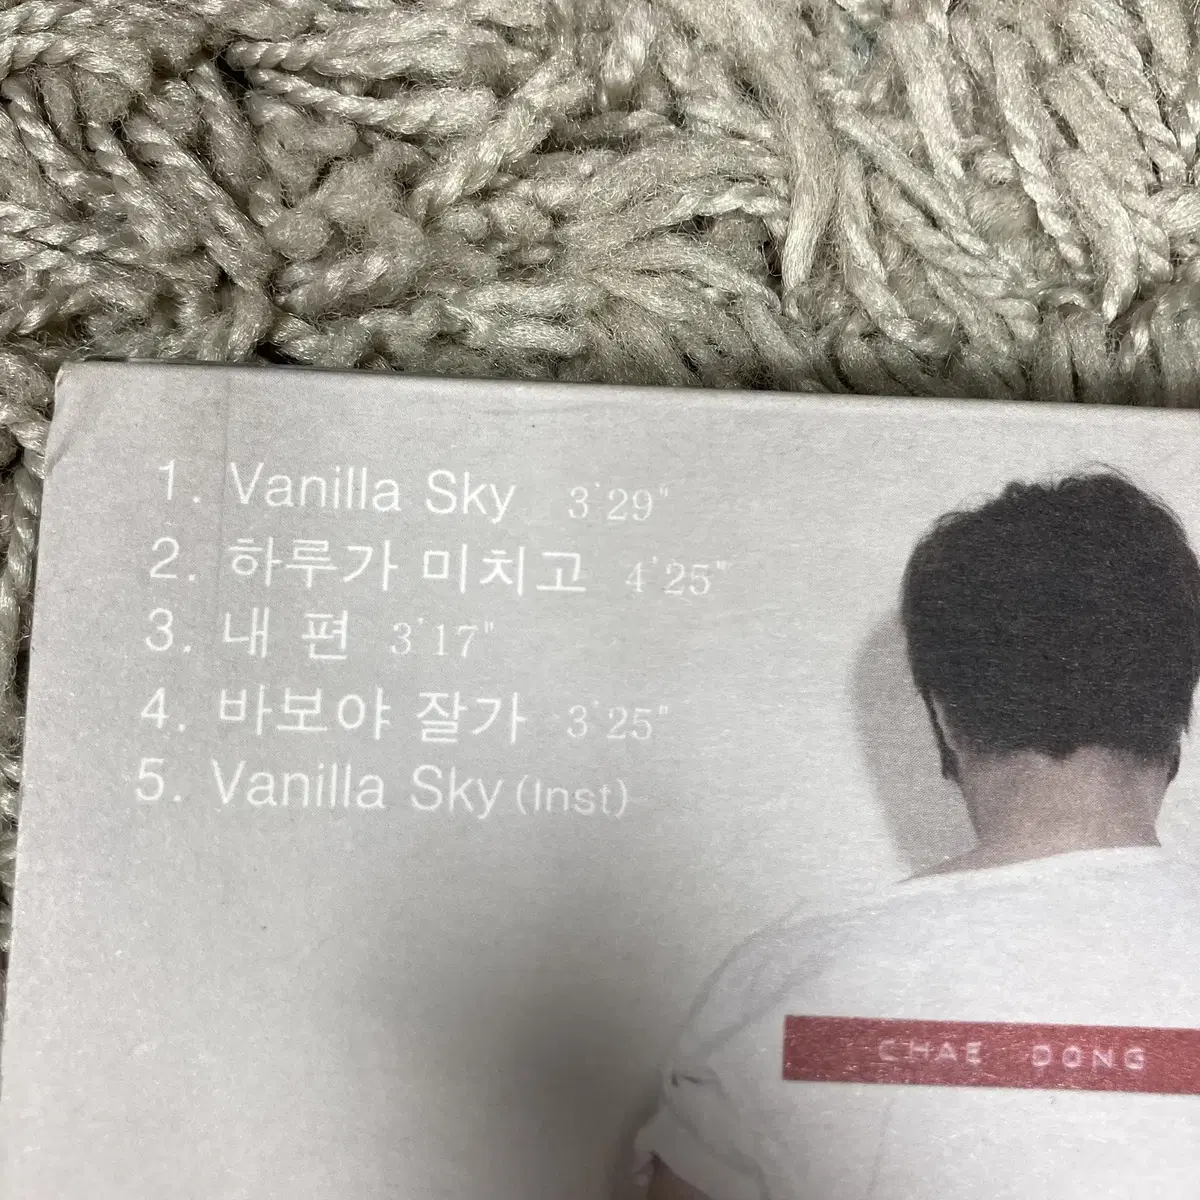 1. Vanilla Sky 3'29"
2. 하루가 미치고 4'25"
3. 내 편 3'17"
4. 바보야 잘가 3'25"
5. Vanilla Sky (Inst)
CHAE DONG